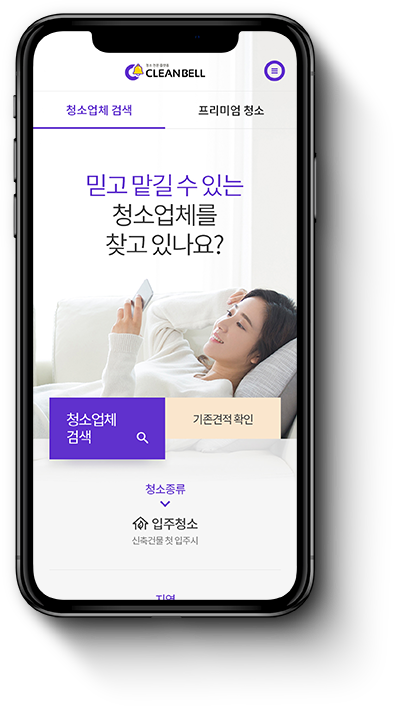 청소 전문 플랫폼
CLEANBELL
청소업체 검색 프리미엄 청소
믿고 맡길 수 있는
청소업체를
찾고 있나요?
청소업체
검색
기존견적 확인
청소종류
입주청소
신축건물 첫 입주시
지역